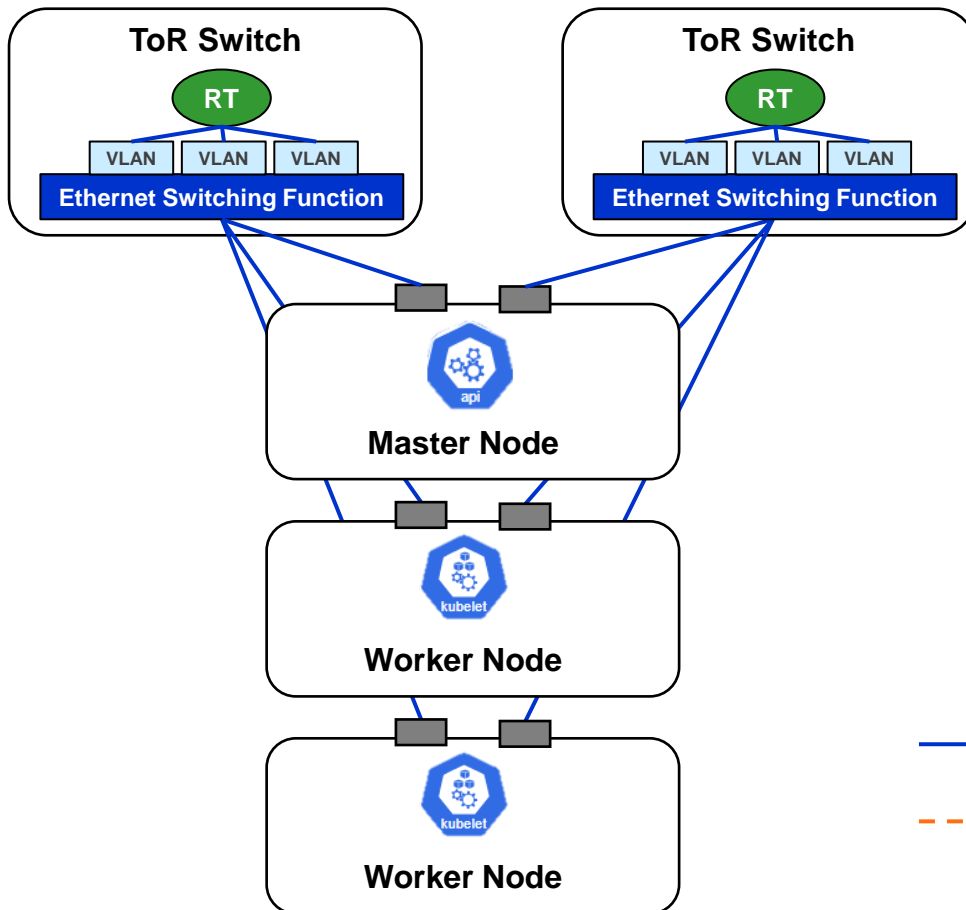 ToR Switch
RT
VLAN VLAN VLAN
Ethernet Switching Function
ToR Switch
RT
VLAN VLAN VLAN
Ethernet Switching Function
api
Master Node
kubelet
Worker Node
kubelet
Worker Node